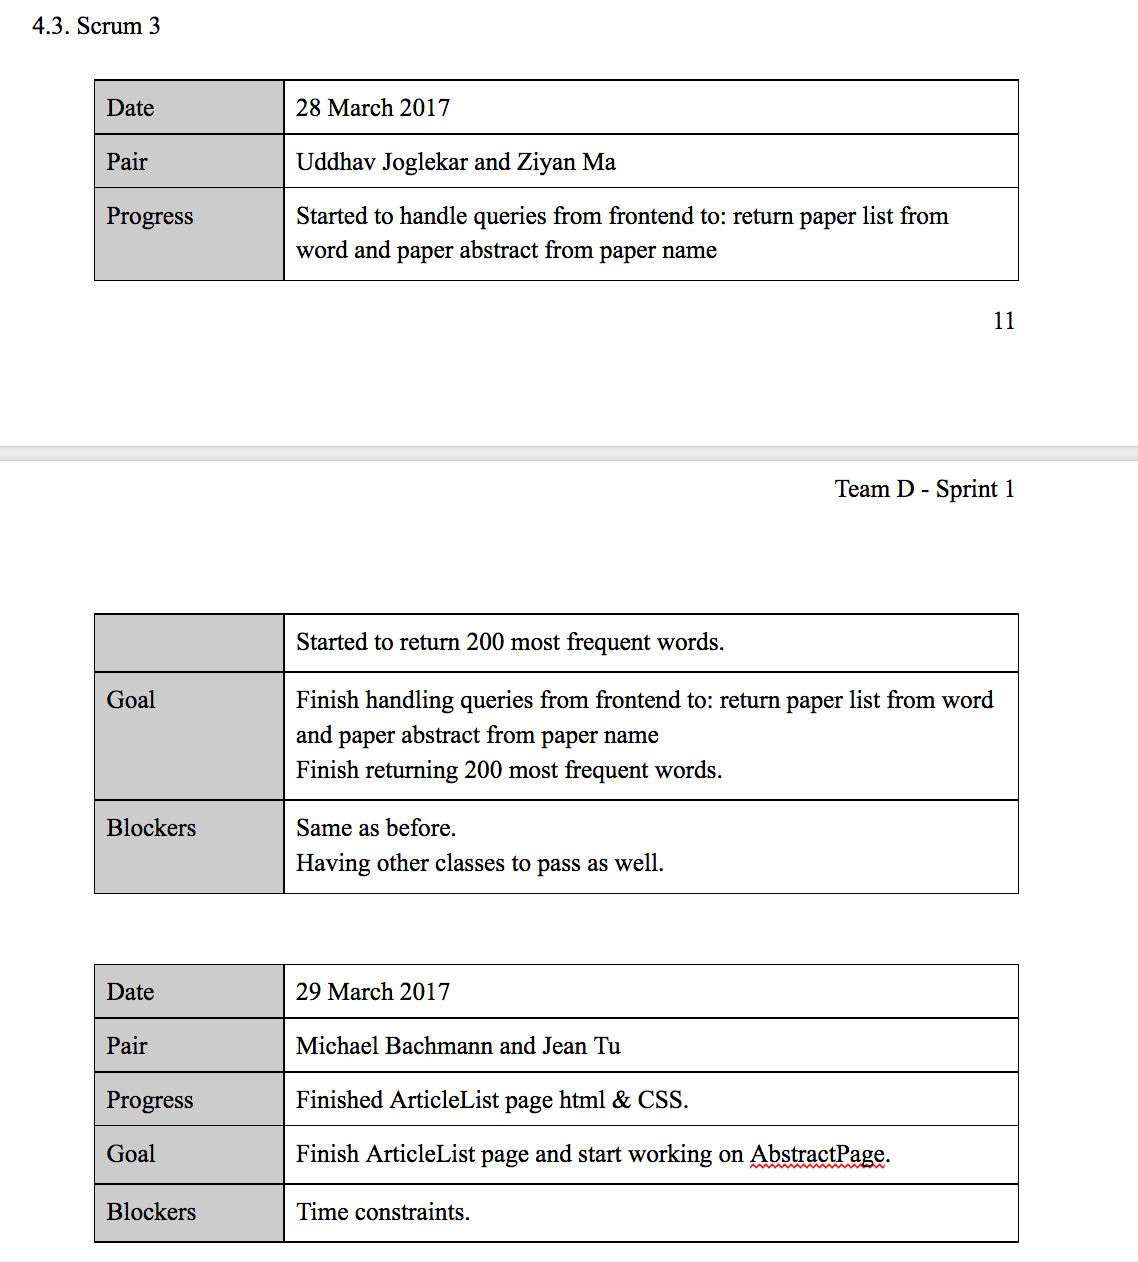 4.3. Scrum 3
Date
28 March 2017
Pair
Uddhav Joglekar and Ziyan Ma
Progress
Started to handle queries from frontend to: return paper list from
word and paper abstract from paper name
11
Team D - Sprint 1
Started to return 200 most frequent words.
Goal
Finish handling queries from frontend to: return paper list from word
and paper abstract from paper name
Finish returning 200 most frequent words.
Blockers
Same as before.
Having other classes to pass as well.
Date
29 March 2017
Pair
Michael Bachmann and Jean Tu
Progress
Finished ArticleList page html & CSS.
Goal
Finish ArticleList page and start working on AbstractPage.
Blockers
Time constraints.